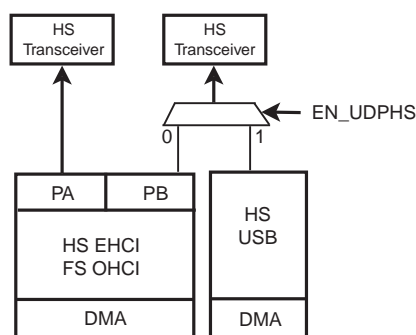 HS
Transceiver
HS
Transceiver
EN_UDPHS
0
1
PA
PB
HS
USB
HS EHCI
FS OHCI
DMA
DMA